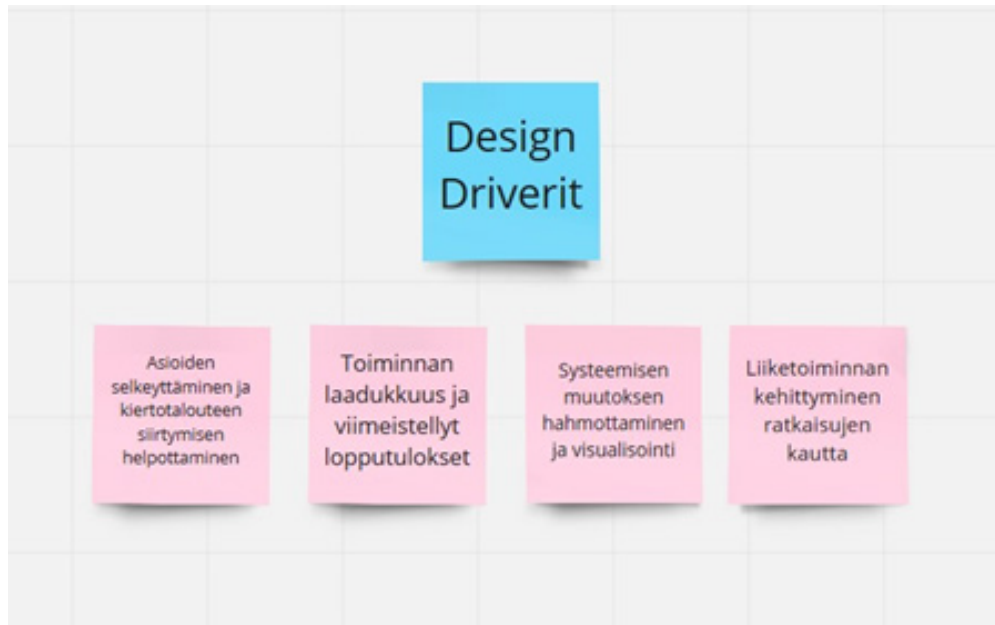 Design
Driverit
Asioiden
selkeyttäminen ja
kiertotalouteen
siirtymisen
helpottaminen
Toiminnan
laadukkuus ja
viimeistellyt
lopputulokset
Systeemisen
muutoksen
hahmottaminen
ja visualisointi
Liiketoiminnan
kehittyminen
ratkaisujen
kautta